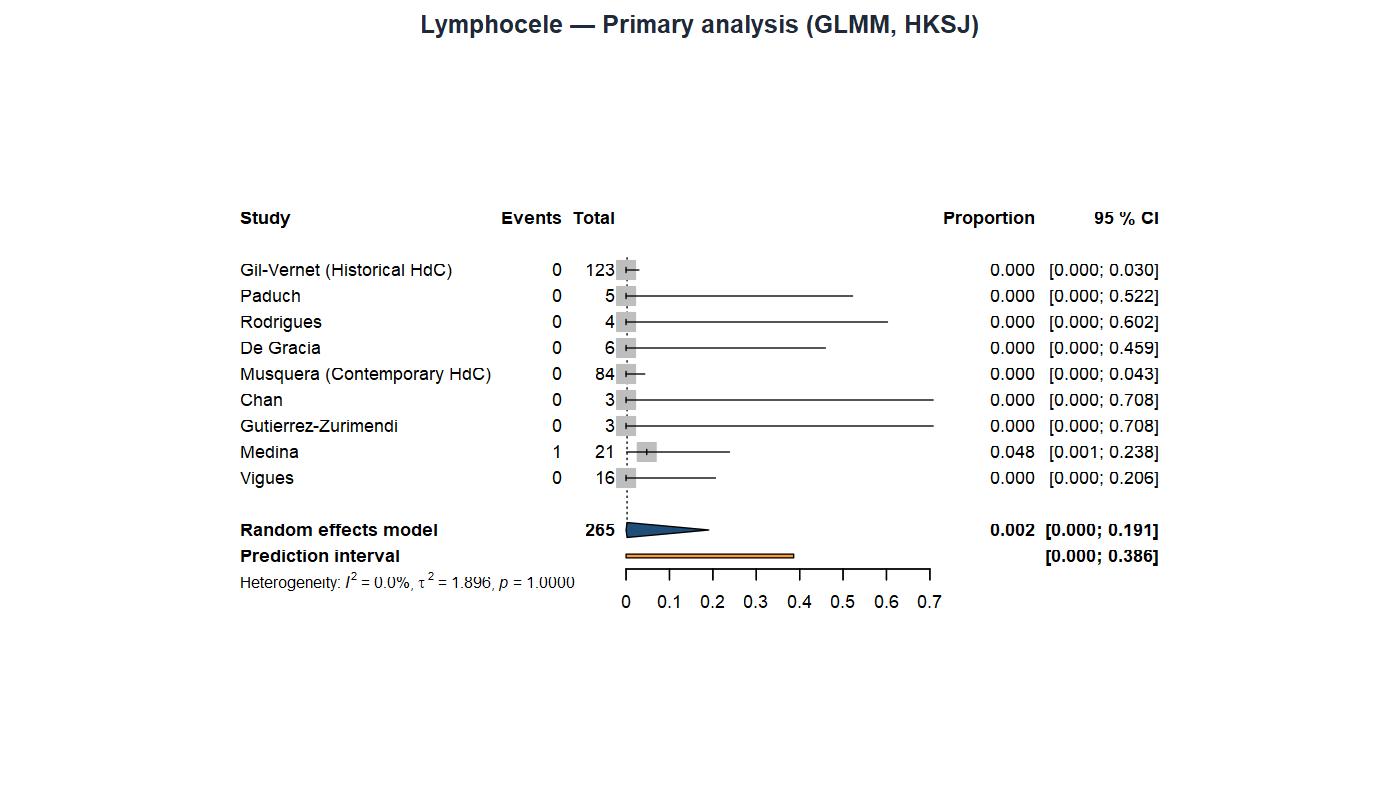 Lymphocele — Primary analysis (GLMM, HKSJ)
Study Events Total Proportion 95 % CI
Gil-Vernet (Historical HdC) 0 123 0.000 [0.000; 0.030]
Paduch 0 5 0.000 [0.000; 0.522]
Rodrigues 0 4 0.000 [0.000; 0.602]
De Gracia 0 6 0.000 [0.000; 0.459]
Musquera (Contemporary HdC) 0 84 0.000 [0.000; 0.043]
Chan 0 3 0.000 [0.000; 0.708]
Gutierrez-Zurimendi 0 3 0.000 [0.000; 0.708]
Medina 1 21 0.048 [0.001; 0.238]
Vigues 0 16 0.000 [0.000; 0.206]
Random effects model 265 0.002 [0.000; 0.191]
Prediction interval [0.000; 0.386]
Heterogeneity: I² = 0.0%, τ² = 1.896, p = 1.0000
0 0.1 0.2 0.3 0.4 0.5 0.6 0.7